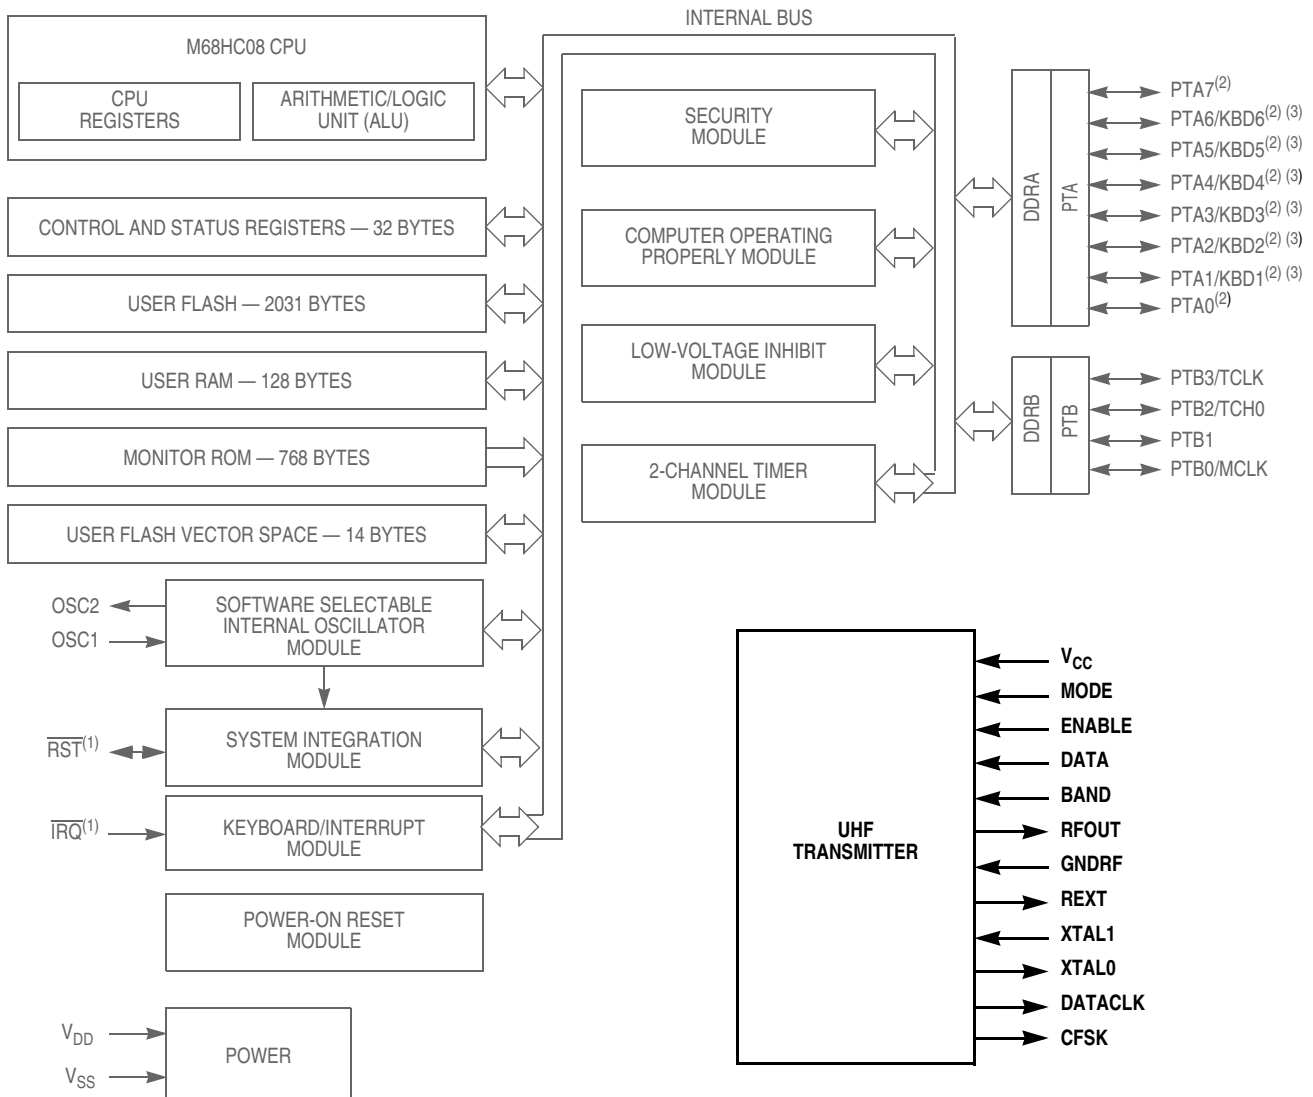 INTERNAL BUS
M68HC08 CPU
CPU
REGISTERS
ARITHMETIC/LOGIC
UNIT (ALU)
CONTROL AND STATUS REGISTERS — 32 BYTES
USER FLASH — 2031 BYTES
USER RAM — 128 BYTES
MONITOR ROM — 768 BYTES
USER FLASH VECTOR SPACE — 14 BYTES
OSC2
OSC1
SOFTWARE SELECTABLE
INTERNAL OSCILLATOR
MODULE
RST(1)
SYSTEM INTEGRATION
MODULE
IRQ(1)
KEYBOARD/INTERRUPT
MODULE
POWER-ON RESET
MODULE
VDD
VSS
POWER
SECURITY
MODULE
COMPUTER OPERATING
PROPERLY MODULE
LOW-VOLTAGE INHIBIT
MODULE
2-CHANNEL TIMER
MODULE
DDRA
PTA
PTA7(2)
PTA6/KBD6(2) (3)
PTA5/KBD5(2) (3)
PTA4/KBD4(2) (3)
PTA3/KBD3(2) (3)
PTA2/KBD2(2) (3)
PTA1/KBD1(2) (3)
PTA0(2)
DDRB
PTB
PTB3/TCLK
PTB2/TCH0
PTB1
PTB0/MCLK
UHF
TRANSMITTER
VCC
MODE
ENABLE
DATA
BAND
RFOUT
GNDRF
REXT
XTAL1
XTAL0
DATACLK
CFSK